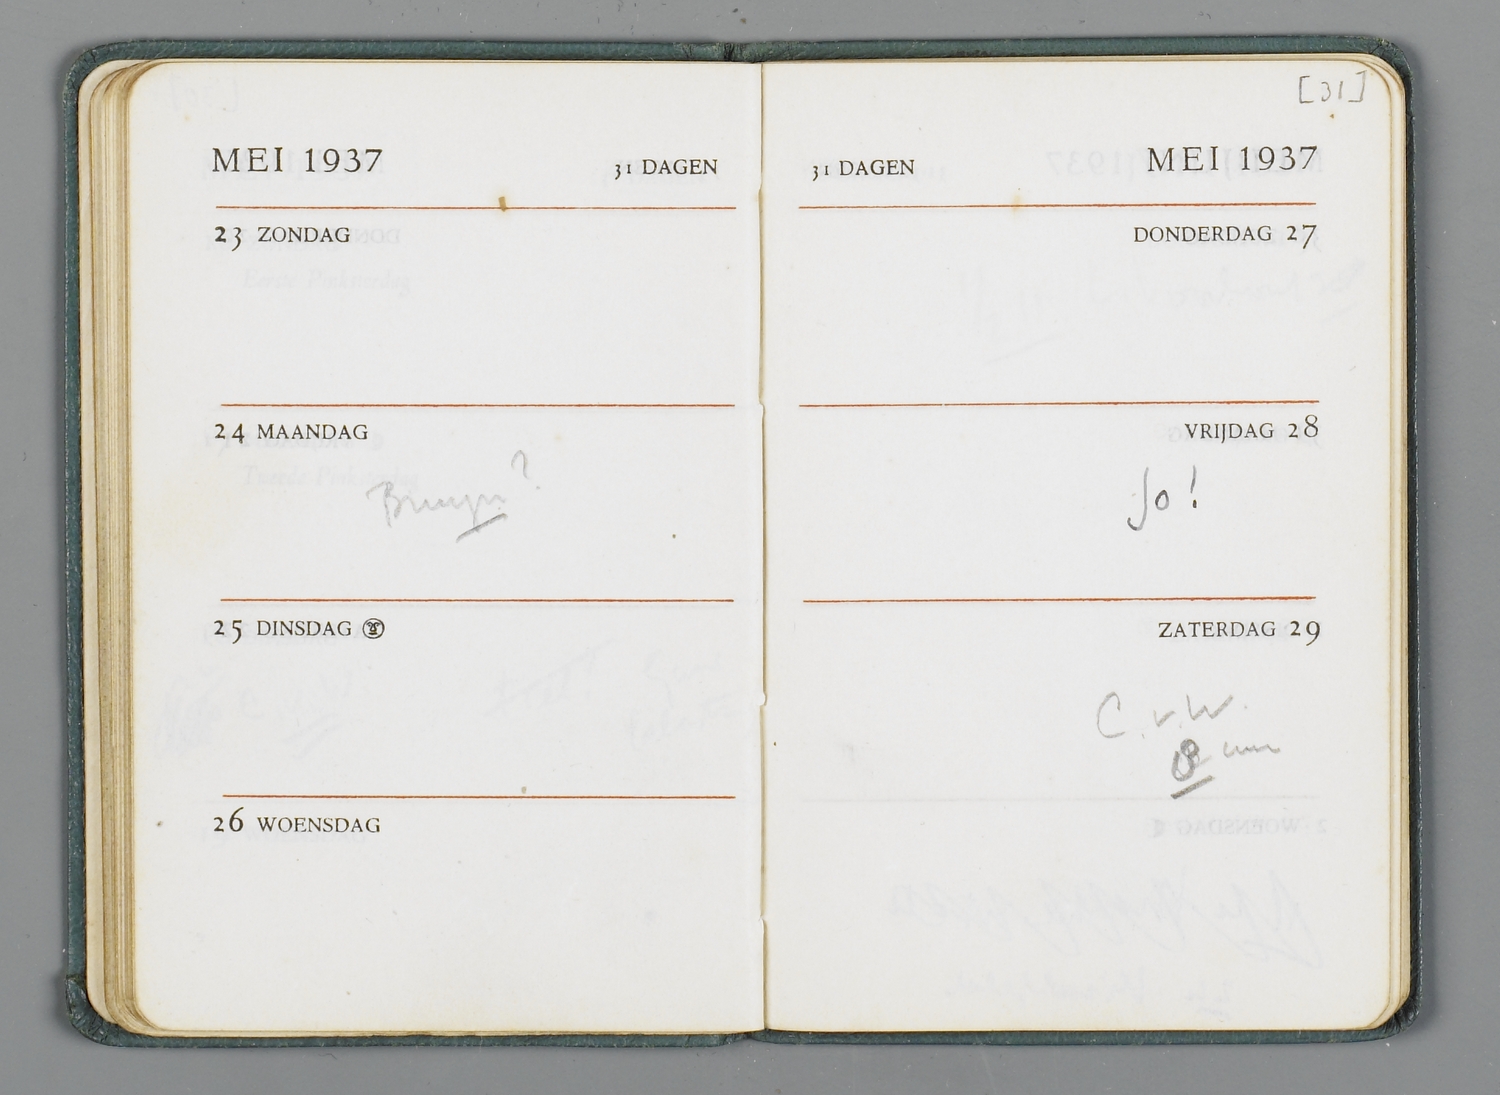 MEI 1937
31 DAGEN
23 ZONDAG
24 MAANDAG
Bruyn?
25 DINSDAG
26 WOENSDAG
[31]
31 DAGEN
MEI 1937
DONDERDAG 27
VRIJDAG 28
Jo!
ZATERDAG 29
C.v.W.
8 uur